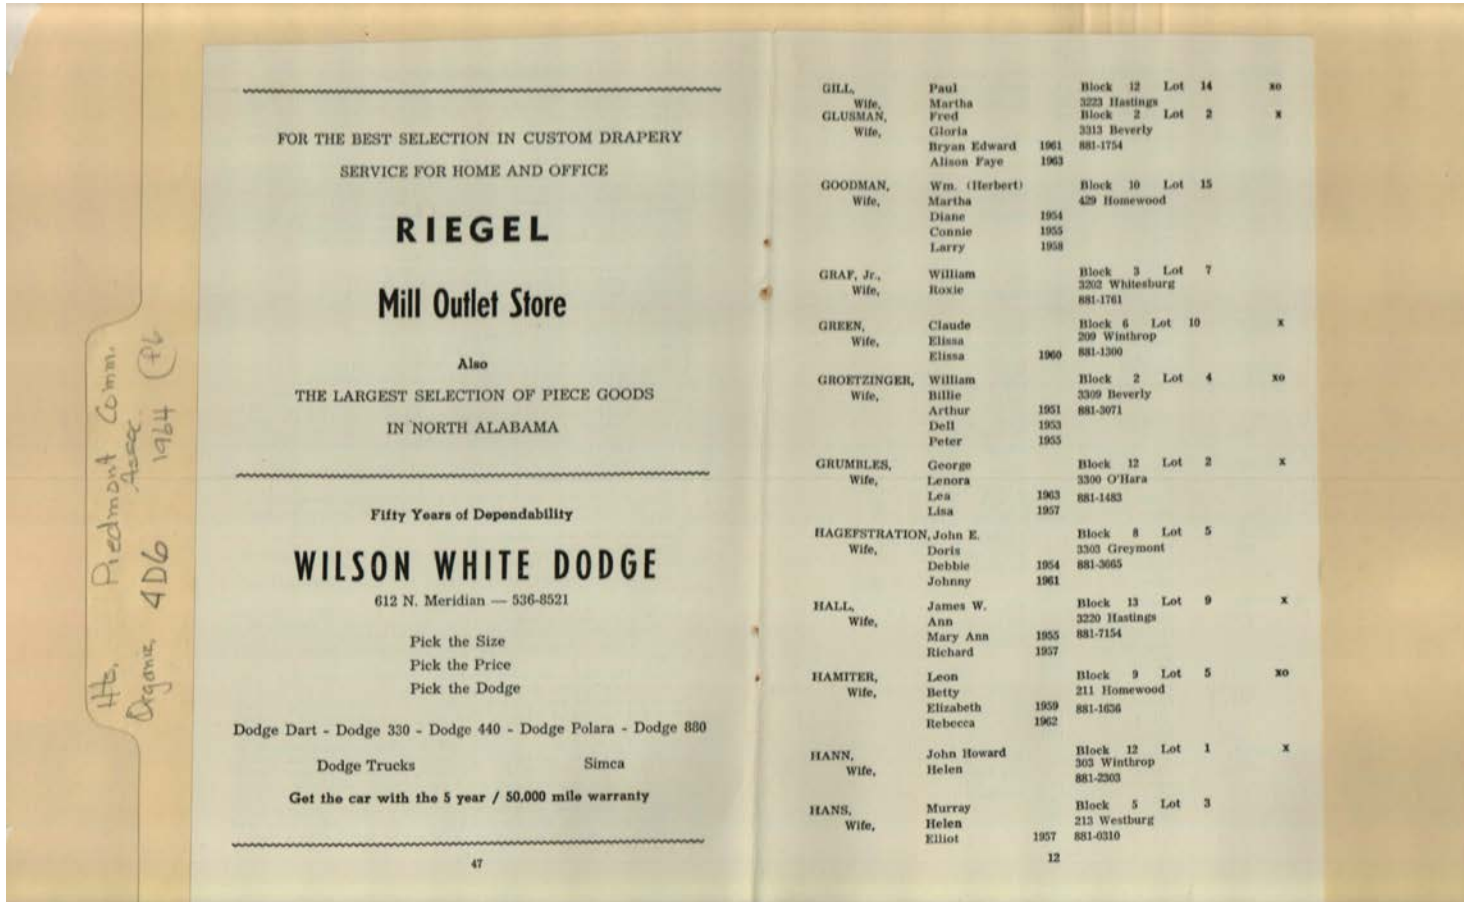 Hs. Piedmont Comm.
Assoc.
Organiz. 4D6 1964 (Pb
FOR THE BEST SELECTION IN CUSTOM DRAPERY
SERVICE FOR HOME AND OFFICE
RIEGEL
Mill Outlet Store
Also
THE LARGEST SELECTION OF PIECE GOODS
IN NORTH ALABAMA
Fifty Years of Dependability
WILSON WHITE DODGE
612 N. Meridian — 536-8521
Pick the Size
Pick the Price
Pick the Dodge
Dodge Dart - Dodge 330 - Dodge 440 - Dodge Polara - Dodge 880
Dodge Trucks Simca
Get the car with the 5 year / 50,000 mile warranty
47
GILL, Paul Block 12 Lot 14 xo
Wife, Martha 3223 Hastings
GLUSMAN, Fred Block 2 Lot 2 x
Wife, Gloria 3313 Beverly
Bryan Edward 1961 881-1754
Alison Faye 1963
GOODMAN, Wm. (Herbert) Block 10 Lot 15
Wife, Martha 429 Homewood
Diane 1954
Connie 1955
Larry 1958
GRAF, Jr., William Block 3 Lot 7
Wife, Roxie 3202 Whitesburg
881-1761
GREEN, Claude Block 6 Lot 10 x
Wife, Elissa 209 Winthrop
Elissa 1960 881-1300
GROETZINGER, William Block 2 Lot 4 xo
Wife, Billie 3309 Beverly
Arthur 1951 881-3071
Dell 1953
Peter 1955
GRUMBLES, George Block 12 Lot 2 x
Wife, Lenora 3300 O'Hara
Lea 1963 881-1483
Lisa 1957
HAGEFSTRATION, John E. Block 8 Lot 5
Wife, Doris 3303 Greymont
Debbie 1954 881-3665
Johnny 1961
HALL, James W. Block 13 Lot 9 x
Wife, Ann 3220 Hastings
Mary Ann 1955 881-7154
Richard 1957
HAMITER, Leon Block 9 Lot 5 xo
Wife, Betty 211 Homewood
Elizabeth 1959 881-1636
Rebecca 1962
HANN, John Howard Block 12 Lot 1 x
Wife, Helen 303 Winthrop
881-2303
HANS, Murray Block 5 Lot 3
Wife, Helen 213 Westburg
Elliot 1957 881-0310
12